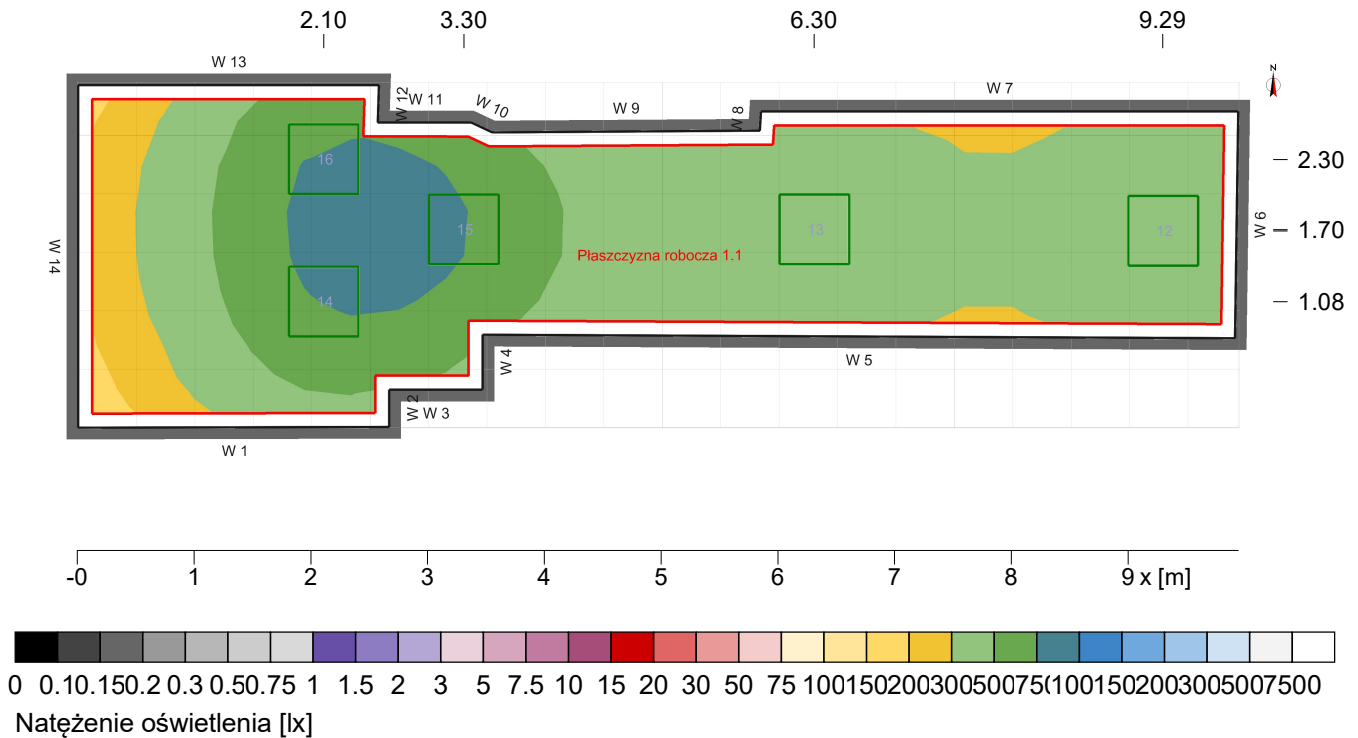 2.10 3.30 6.30 9.29
N
W 13
W 12
W 11
W 10
W 9
W 8
W 7
16
2.30
15
13
12
1.70
W 14
W 6
Płaszczyzna robocza 1.1
14
1.08
W 4
W 5
W 2
W 3
W 1
-0 1 2 3 4 5 6 7 8 9 x [m]
0 0.10.150.2 0.3 0.50.75 1 1.5 2 3 5 7.5 10 15 20 30 50 75 1001502003005007501001502003005007500
Natężenie oświetlenia [lx]